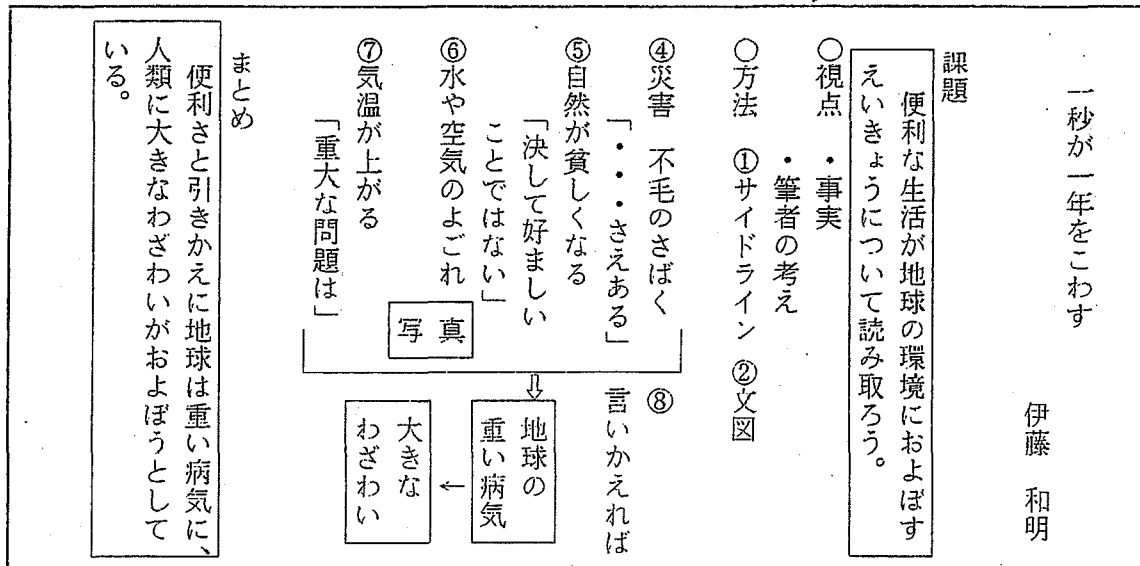 一秒が一年をこわす
伊藤 和明
課題
便利な生活が地球の環境におよぼす
えいきょうについて読み取ろう。
○視点 ・事実
・筆者の考え
○方法 ①サイドライン ②文図
④災害 不毛のさばく
「・・・さえある」
⑤自然が貧しくなる
「決して好ましい
ことではない」
⑥水や空気のよごれ
写真
⑦気温が上がる
「重大な問題は」
⑧
言いかえれば
⇩
地球の
重い病気
←
大きな
わざわい
まとめ
便利さと引きかえに地球は重い病気に、
人類に大きなわざわいがおよぼうとして
いる。